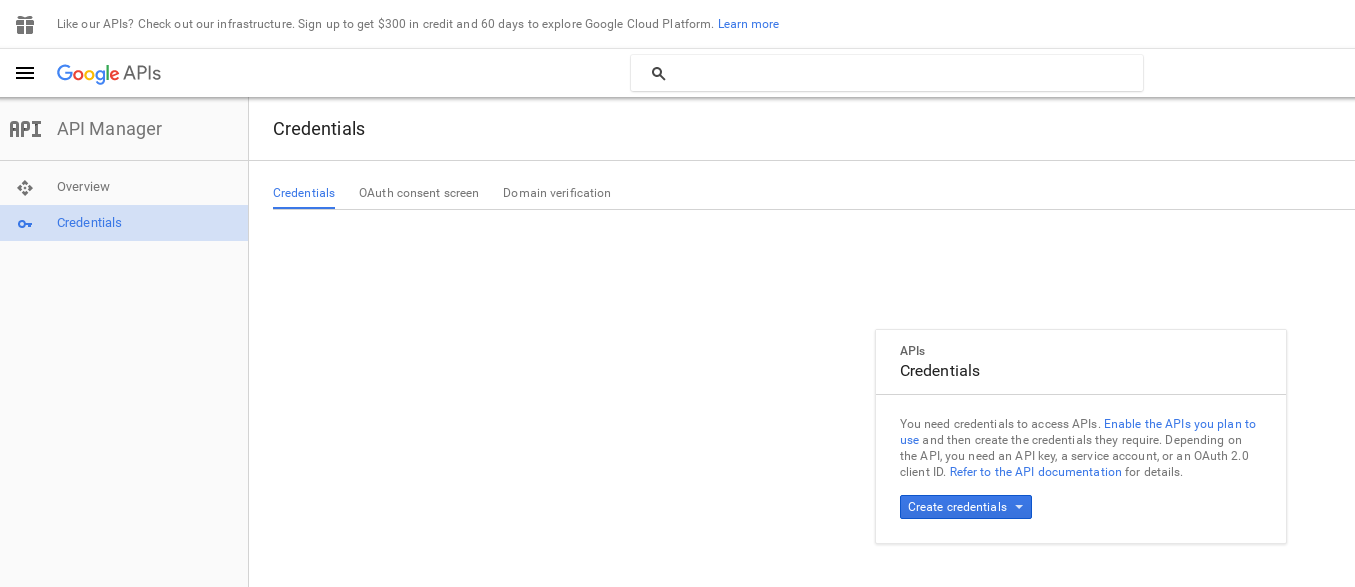 Like our APIs? Check out our infrastructure. Sign up to get $300 in credit and 60 days to explore Google Cloud Platform. Learn more
Google APIs
API API Manager
Credentials
Overview
Credentials
Credentials OAuth consent screen Domain verification
APIs
Credentials
You need credentials to access APIs. Enable the APIs you plan to
use and then create the credentials they require. Depending on
the API, you need an API key, a service account, or an OAuth 2.0
client ID. Refer to the API documentation for details.
Create credentials